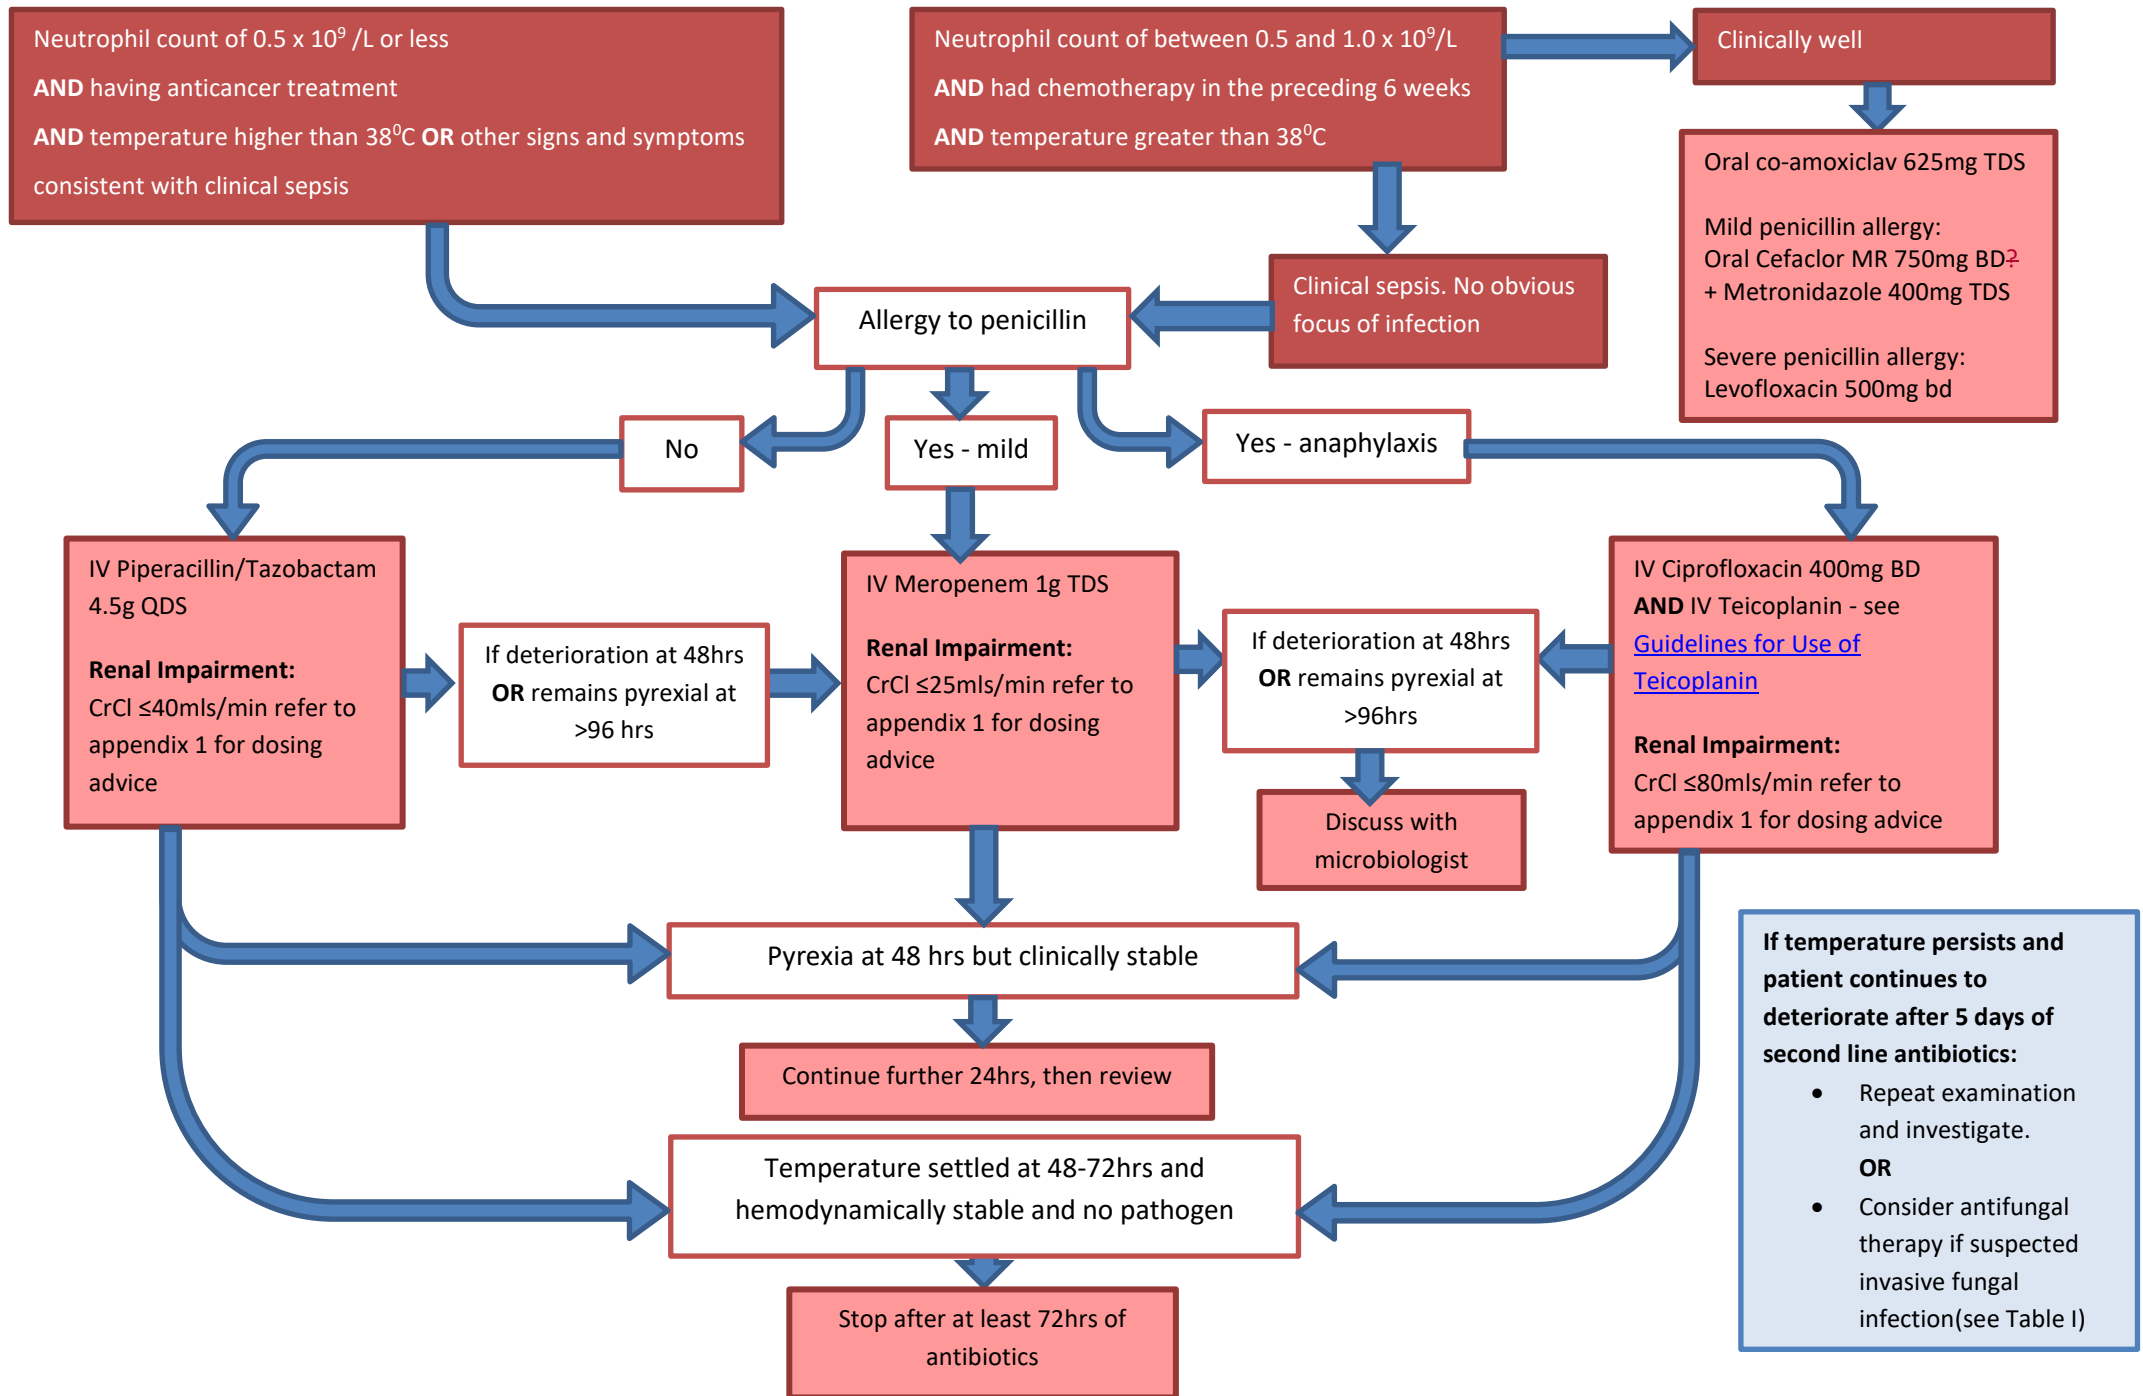 Neutrophil count of 0.5 x 10⁹ /L or less
AND having anticancer treatment
AND temperature higher than 38⁰C OR other signs and symptoms
consistent with clinical sepsis
Neutrophil count of between 0.5 and 1.0 x 10⁹/L
AND had chemotherapy in the preceding 6 weeks
AND temperature greater than 38⁰C
Clinically well
Oral co-amoxiclav 625mg TDS
Mild penicillin allergy:
Oral Cefaclor MR 750mg BD?
+ Metronidazole 400mg TDS
Severe penicillin allergy:
Levofloxacin 500mg bd
Clinical sepsis. No obvious
focus of infection
Allergy to penicillin
No
Yes - mild
Yes - anaphylaxis
IV Piperacillin/Tazobactam
4.5g QDS
Renal Impairment:
CrCl ≤40mls/min refer to
appendix 1 for dosing
advice
If deterioration at 48hrs
OR remains pyrexial at
>96 hrs
IV Meropenem 1g TDS
Renal Impairment:
CrCl ≤25mls/min refer to
appendix 1 for dosing
advice
If deterioration at 48hrs
OR remains pyrexial at
>96hrs
Discuss with
microbiologist
IV Ciprofloxacin 400mg BD
AND IV Teicoplanin - see
Guidelines for Use of
Teicoplanin
Renal Impairment:
CrCl ≤80mls/min refer to
appendix 1 for dosing advice
Pyrexia at 48 hrs but clinically stable
Continue further 24hrs, then review
Temperature settled at 48-72hrs and
hemodynamically stable and no pathogen
Stop after at least 72hrs of
antibiotics
If temperature persists and
patient continues to
deteriorate after 5 days of
second line antibiotics:
• Repeat examination
and investigate.
OR
• Consider antifungal
therapy if suspected
invasive fungal
infection(see Table I)